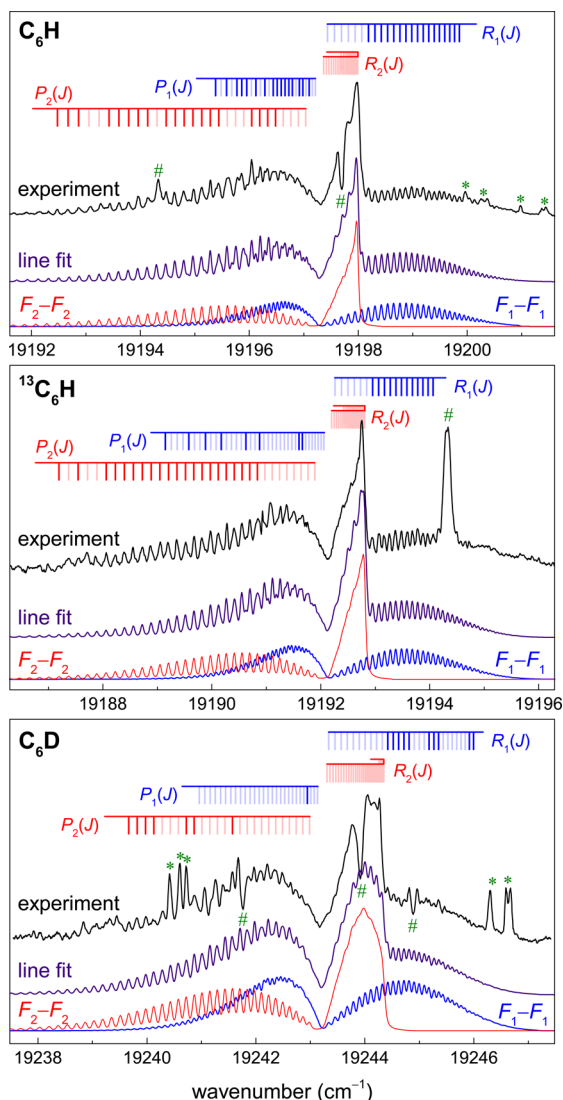 C₆H
R₁(J)
R₂(J)
P₁(J)
P₂(J)
#
experiment
#
* * * *
line fit
F₂–F₂
F₁–F₁
19192 19194 19196 19198 19200
¹³C₆H
R₁(J)
R₂(J)
P₁(J)
#
P₂(J)
experiment
line fit
F₂–F₂
F₁–F₁
19188 19190 19192 19194 19196
C₆D
R₁(J)
R₂(J)
P₁(J)
P₂(J)
* * *
* *
experiment
# # #
line fit
F₂–F₂
F₁–F₁
19238 19240 19242 19244 19246
wavenumber (cm⁻¹)